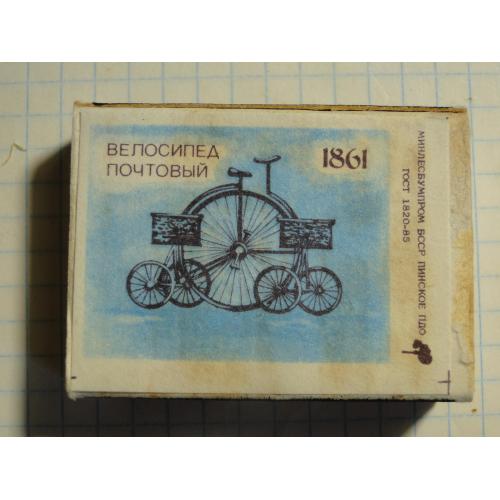 ВЕЛОСИПЕД
ПОЧТОВЫЙ
1861
МИНЛЕСБУМПРОМ БССР ПИНСКОЕ ПДО
ГОСТ 1820-85